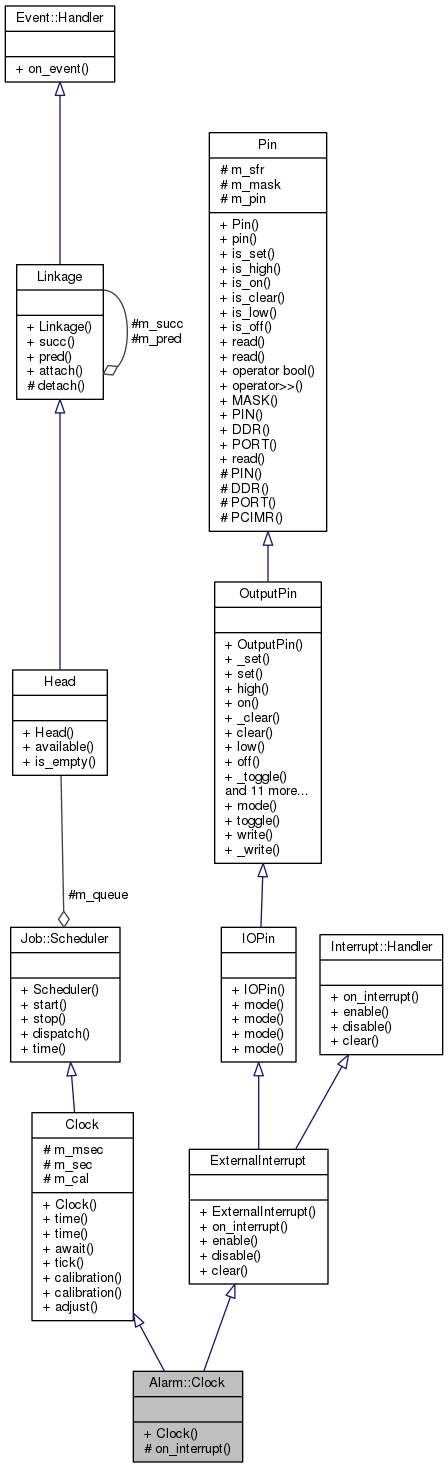 Event::Handler
+ on_event()
Pin
# m_sfr
# m_mask
# m_pin
+ Pin()
+ pin()
+ is_set()
+ is_high()
+ is_on()
+ is_clear()
+ is_low()
+ is_off()
+ read()
+ read()
+ operator bool()
+ operator>>()
+ MASK()
+ PIN()
+ DDR()
+ PORT()
+ read()
# PIN()
# DDR()
# PORT()
# PCIMR()
Linkage
+ Linkage()
+ succ()
+ pred()
+ attach()
# detach()
#m_succ
#m_pred
OutputPin
+ OutputPin()
+ _set()
+ set()
+ high()
+ on()
+ _clear()
+ clear()
+ low()
+ off()
+ _toggle()
and 11 more...
+ mode()
+ toggle()
+ write()
+ _write()
Head
+ Head()
+ available()
+ is_empty()
#m_queue
Job::Scheduler
+ Scheduler()
+ start()
+ stop()
+ dispatch()
+ time()
IOPin
+ IOPin()
+ mode()
+ mode()
+ mode()
+ mode()
Interrupt::Handler
+ on_interrupt()
+ enable()
+ disable()
+ clear()
Clock
# m_msec
# m_sec
# m_cal
+ Clock()
+ time()
+ time()
+ await()
+ tick()
+ calibration()
+ calibration()
+ adjust()
ExternalInterrupt
+ ExternalInterrupt()
+ on_interrupt()
+ enable()
+ disable()
+ clear()
Alarm::Clock
+ Clock()
# on_interrupt()